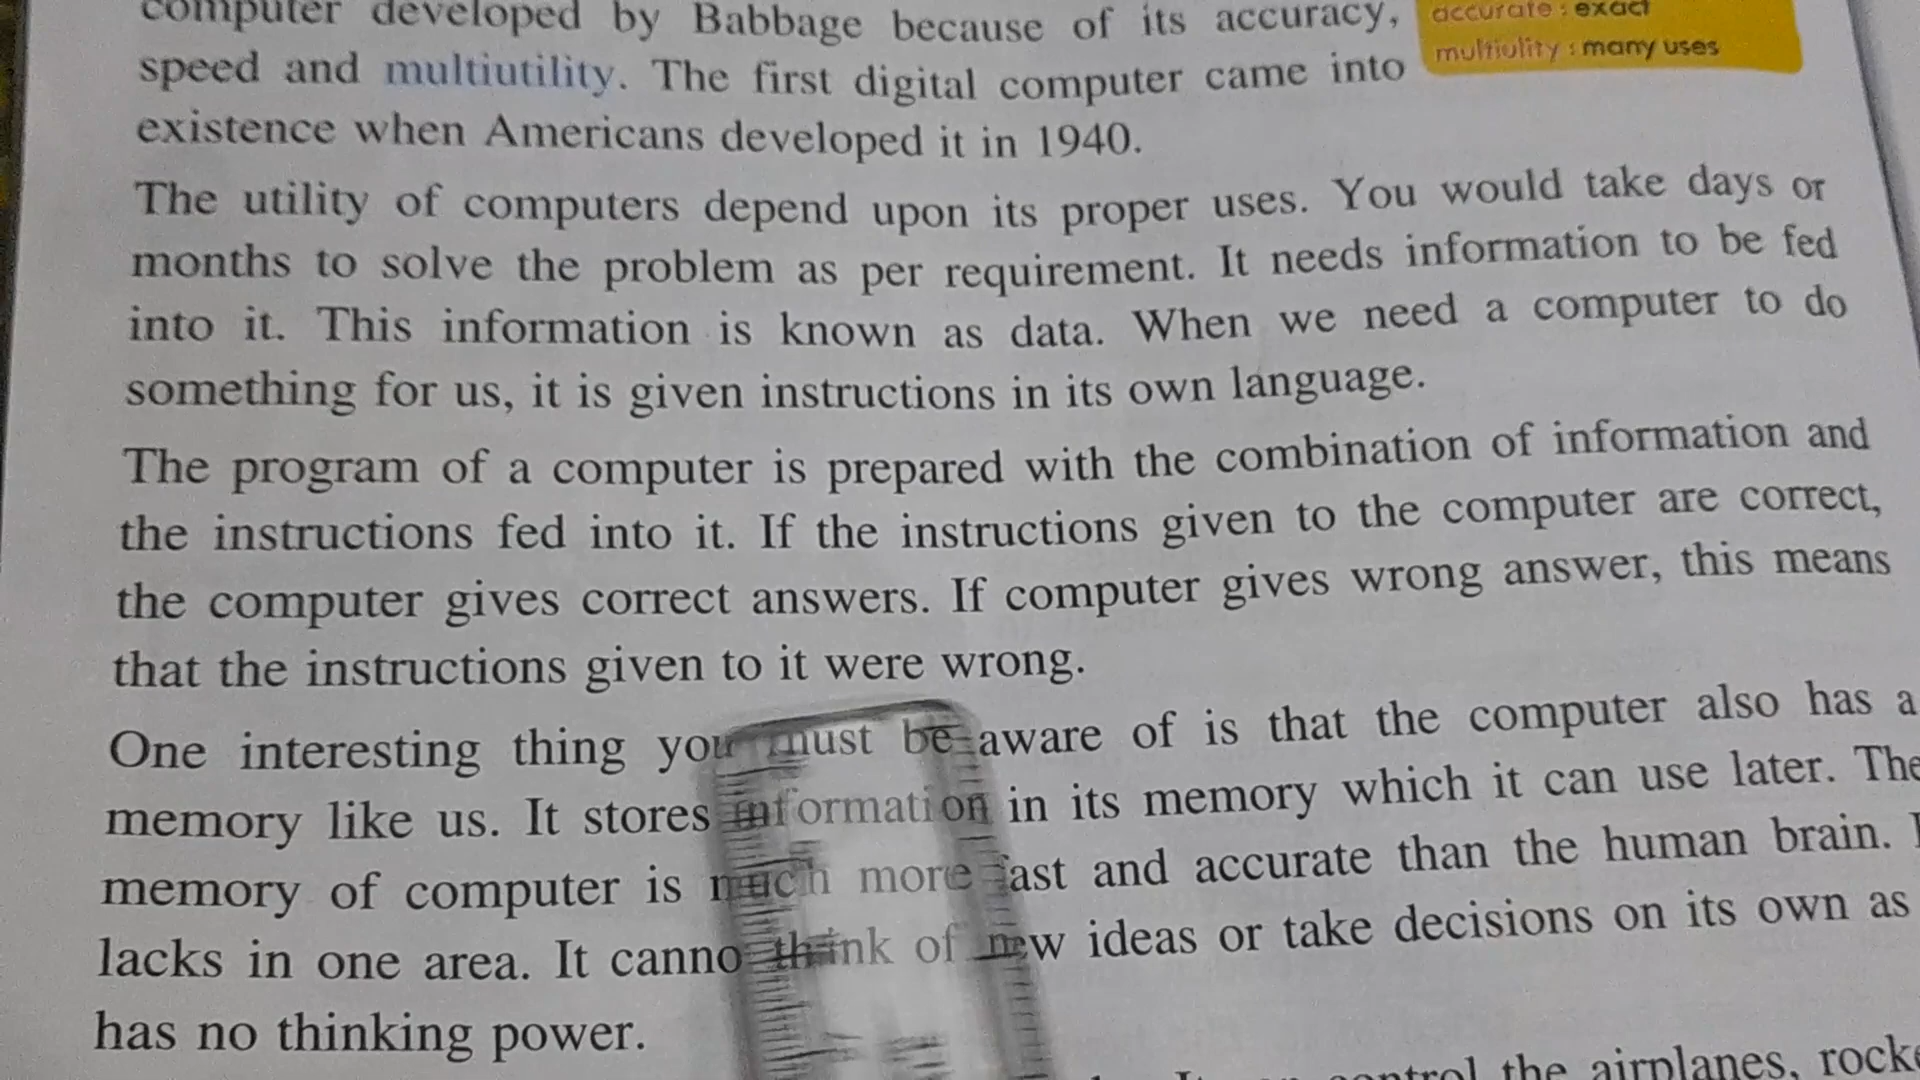 computer developed by Babbage because of its accuracy,
speed and multiutility. The first digital computer came into
existence when Americans developed it in 1940.
accurate : exact
multiulity : many uses
The utility of computers depend upon its proper uses. You would take days or
months to solve the problem as per requirement. It needs information to be fed
into it. This information is known as data. When we need a computer to do
something for us, it is given instructions in its own language.
The program of a computer is prepared with the combination of information and
the instructions fed into it. If the instructions given to the computer are correct,
the computer gives correct answers. If computer gives wrong answer, this means
that the instructions given to it were wrong.
One interesting thing you must be aware of is that the computer also has a
memory like us. It stores information in its memory which it can use later. The
memory of computer is much more fast and accurate than the human brain.
lacks in one area. It canno think of new ideas or take decisions on its own as
has no thinking power.
control the airplanes,